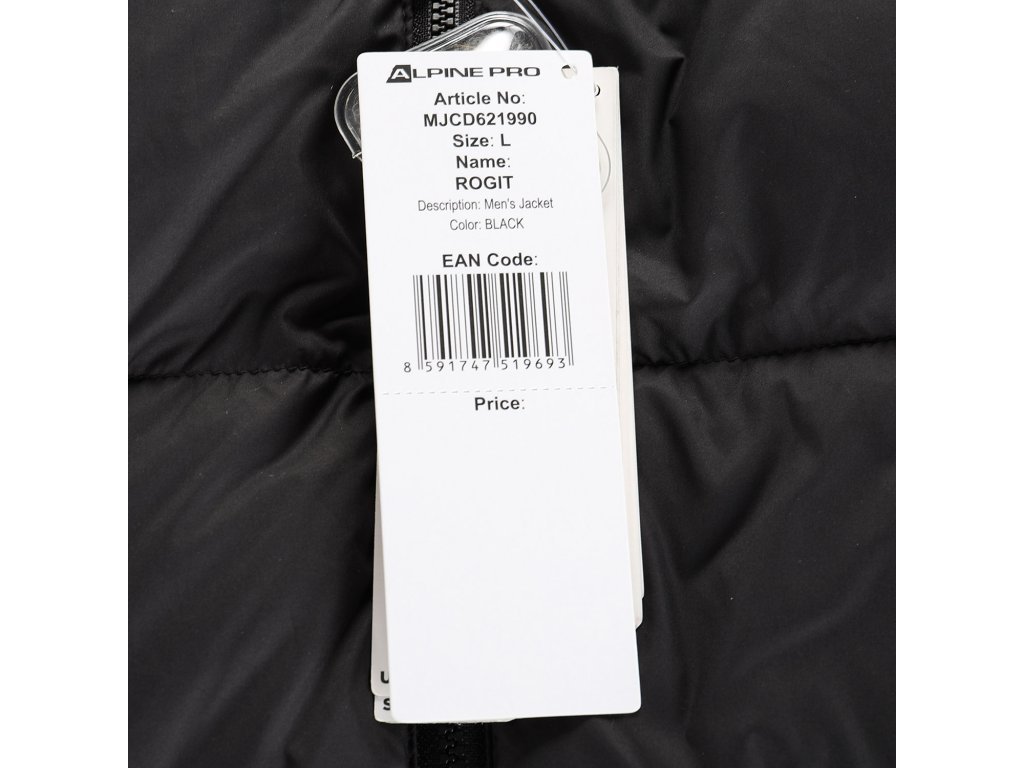 ALPINE PRO
Article No:
MJCD621990
Size: L
Name:
ROGIT
Description: Men's Jacket
Color: BLACK
EAN Code:
8 591747 519693
Price: